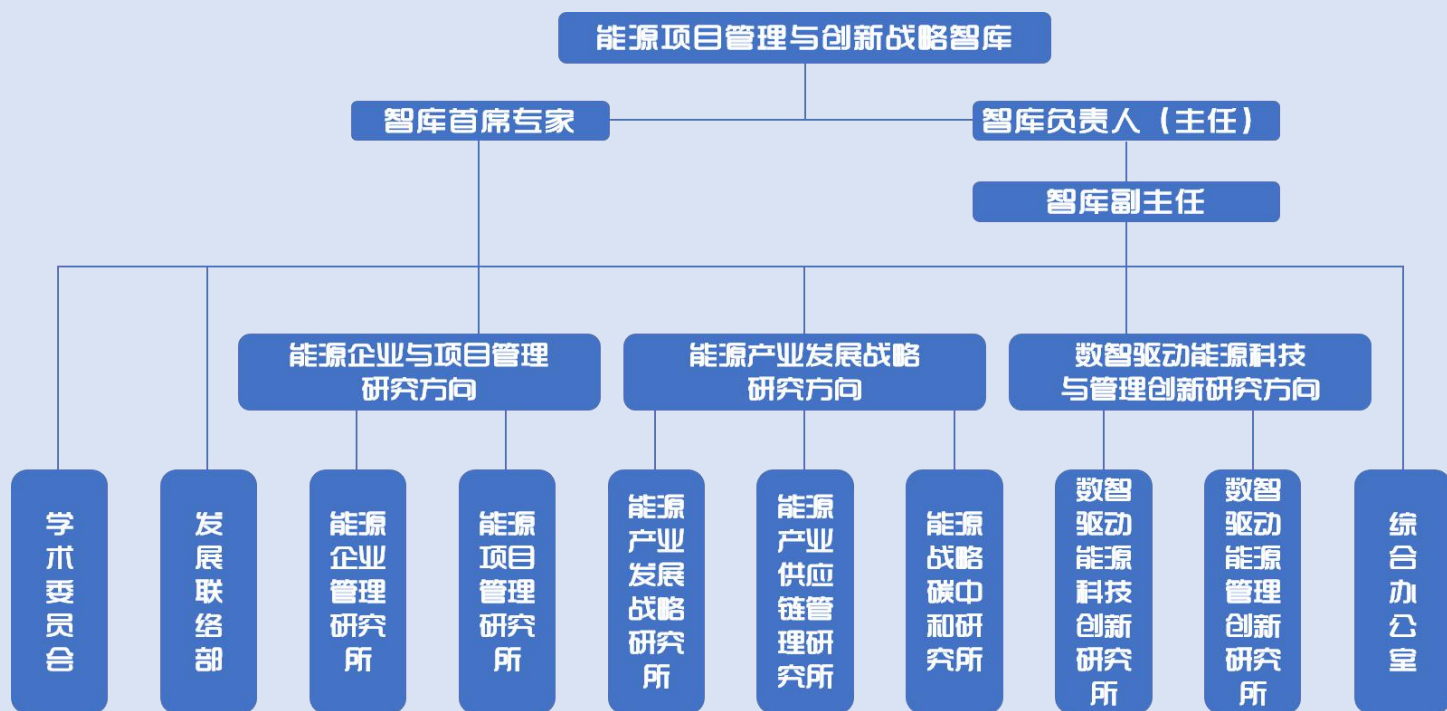 能源项目管理与创新战略智库
智库首席专家
智库负责人（主任）
智库副主任
能源企业与项目管理
研究方向
能源产业发展战略
研究方向
数智驱动能源科技
与管理创新研究方向
学术委员会
发展联络部
能源
企业
管理
研究
所
能源
项目
管理
研究
所
能源
产业
发展
战略
研究
所
能源
产业
供应
链管
理研
究所
能源
战略
碳中
和研
究所
数智
驱动
能源
科技
创新
研究
所
数智
驱动
能源
管理
创新
研究
所
综合办公室